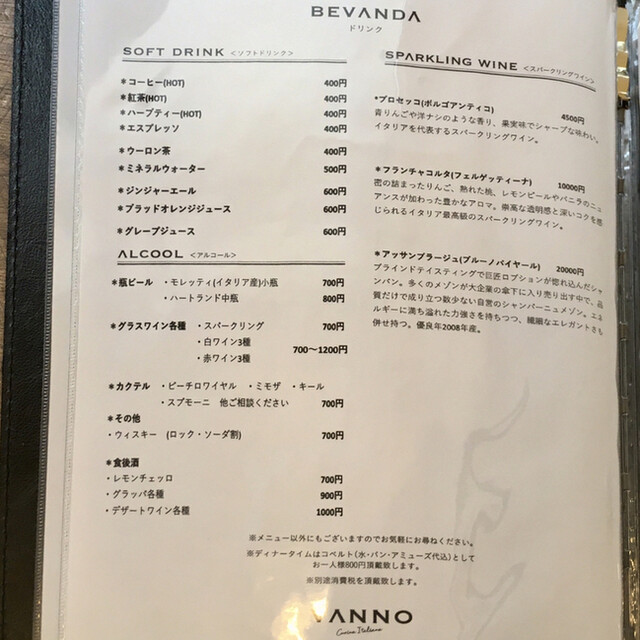 BEVANDA
ドリンク
SOFT DRINK <ソフトドリンク>
＊コーヒー(HOT) 400円
＊紅茶(HOT) 400円
＊ハーブティー(HOT) 400円
＊エスプレッソ 400円
＊ウーロン茶 400円
＊ミネラルウォーター 500円
＊ジンジャーエール 600円
＊ブラッドオレンジジュース 600円
＊グレープジュース 600円
ALCOOL <アルコール>
＊瓶ビール ・モレッティ(イタリア産)小瓶 700円
・ハートランド中瓶 800円
＊グラスワイン各種 ・スパークリング 700円
・白ワイン3種
・赤ワイン3種 700〜1200円
＊カクテル ・ピーチロワイヤル ・ミモザ ・キール
・スプモーニ 他ご相談ください 700円
＊その他
・ウィスキー (ロック・ソーダ割) 700円
＊食後酒
・レモンチェッロ 700円
・グラッパ各種 900円
・デザートワイン各種 1000円
SPARKLING WINE <スパークリングワイン>
*プロセッコ(ボルゴアンティコ) 4500円
青りんごや洋ナシのような香り、果実味でシャープな味わい。
イタリアを代表するスパークリングワイン。
＊フランチャコルタ(フェルゲッティーナ) 10000円
密の詰まったりんご、熟れた桃、レモンピールやバニラのニュ
アンスが加わった豊かなアロマ。崇高な透明感と深いコクを感
じられるイタリア最高級のスパークリングワイン。
＊アッサンブラージュ(ブルーノパイヤール) 20000円
ブラインドテイスティングで巨匠ロブションが惚れ込んだシャ
ンパン。多くのメゾンが大企業の傘下に入り売り出す中で、品
質だけで成り立つ数少ない自営のシャンパーニュメゾン。エネ
ルギーに満ち溢れた力強さを持ちつつ、繊細なエレガントさも
併せ持つ。優良年2008年産。
※メニュー以外にもございますのでお気軽にお尋ねください。
※ディナータイムはコペルト(水・パン・アミューズ代込)として
お一人様800円頂戴致します。
※別途消費税を頂戴致します。
VANNO
Cucina Italiana